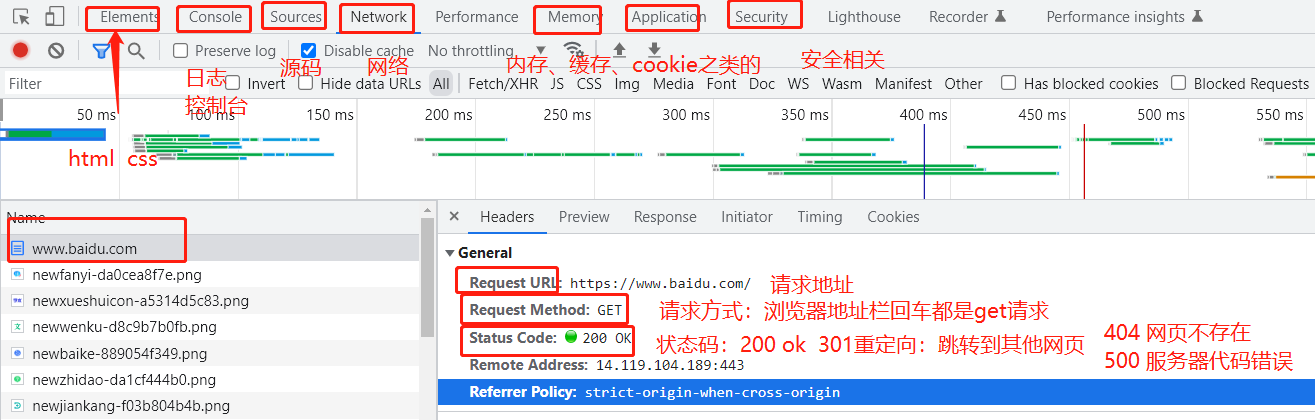 Elements Console Sources Network Performance Memory Application Security Lighthouse Recorder Performance insights
Preserve log Disable cache No throttling
日志 源码 网络 内存、缓存、cookie之类的 安全相关
Filter Invert Hide data URLs All Fetch/XHR JS CSS Img Media Font Doc WS Wasm Manifest Other Has blocked cookies Blocked Requests
控制台
50 ms 100 ms 150 ms 200 ms 250 ms 300 ms 350 ms 400 ms 450 ms 500 ms 550 ms
html css
Name
www.baidu.com
newfanyi-da0cea8f7e.png
newxueshuicon-a5314d5c83.png
newwenku-d8c9b7b0fb.png
newbaike-889054f349.png
newzhidao-da1cf444b0.png
newjiankang-f03b804b4b.png
Headers Preview Response Initiator Timing Cookies
General
Request URL: https://www.baidu.com/ 请求地址
Request Method: GET 请求方式：浏览器地址栏回车都是get请求
Status Code: 200 OK 状态码：200 ok 301重定向：跳转到其他网页 404 网页不存在
500 服务器代码错误
Remote Address: 14.119.104.189:443
Referrer Policy: strict-origin-when-cross-origin